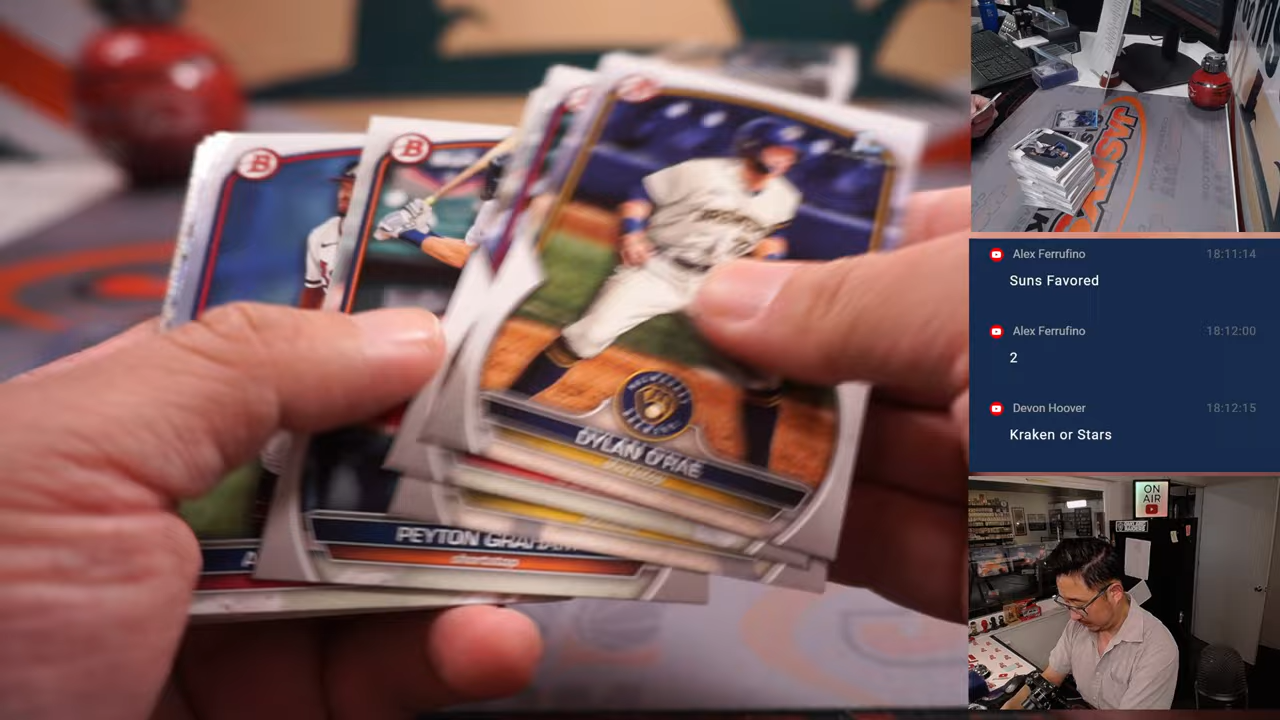 B
B
DYLAN O'RAE
PEYTON GRAHAM
shortstop
Alex Ferrufino 18:11:14
Suns Favored
Alex Ferrufino 18:12:00
2
Devon Hoover 18:12:15
Kraken or Stars
ON
AIR